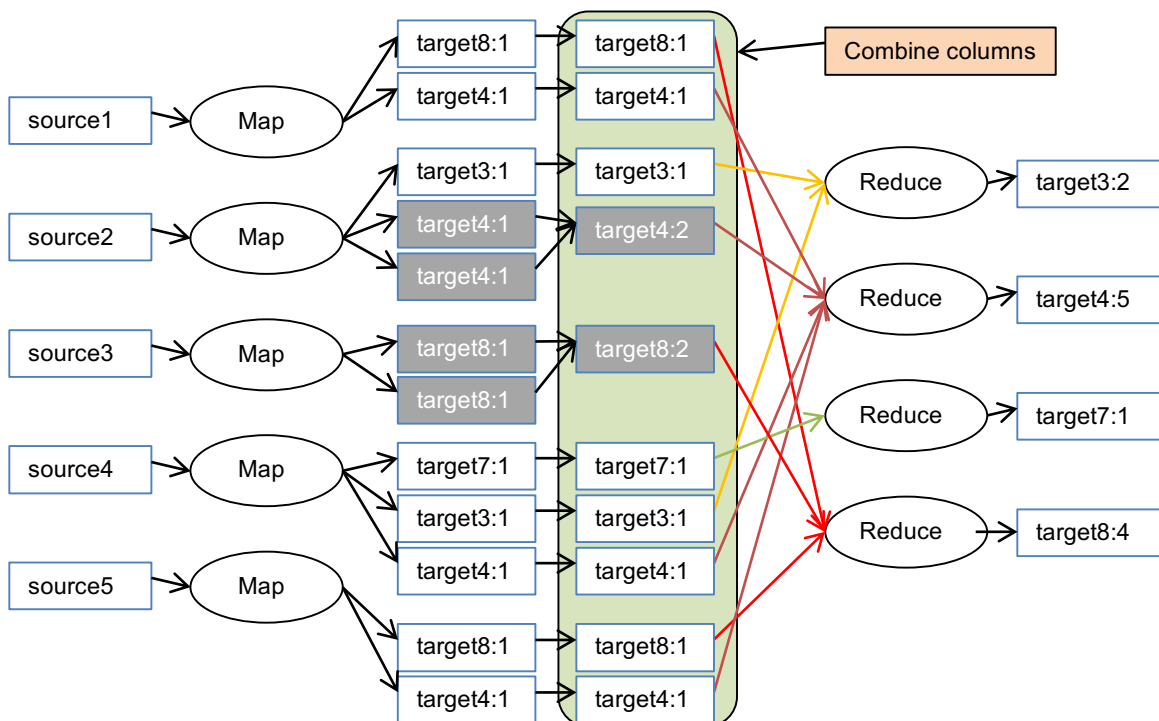 source1
source2
source3
source4
source5
Map
Map
Map
Map
Map
target8:1
target4:1
target3:1
target4:1
target4:1
target8:1
target8:1
target7:1
target3:1
target4:1
target8:1
target4:1
target8:1
target4:1
target3:1
target4:2
target8:2
target7:1
target3:1
target4:1
target8:1
target4:1
Combine columns
Reduce
Reduce
Reduce
Reduce
target3:2
target4:5
target7:1
target8:4